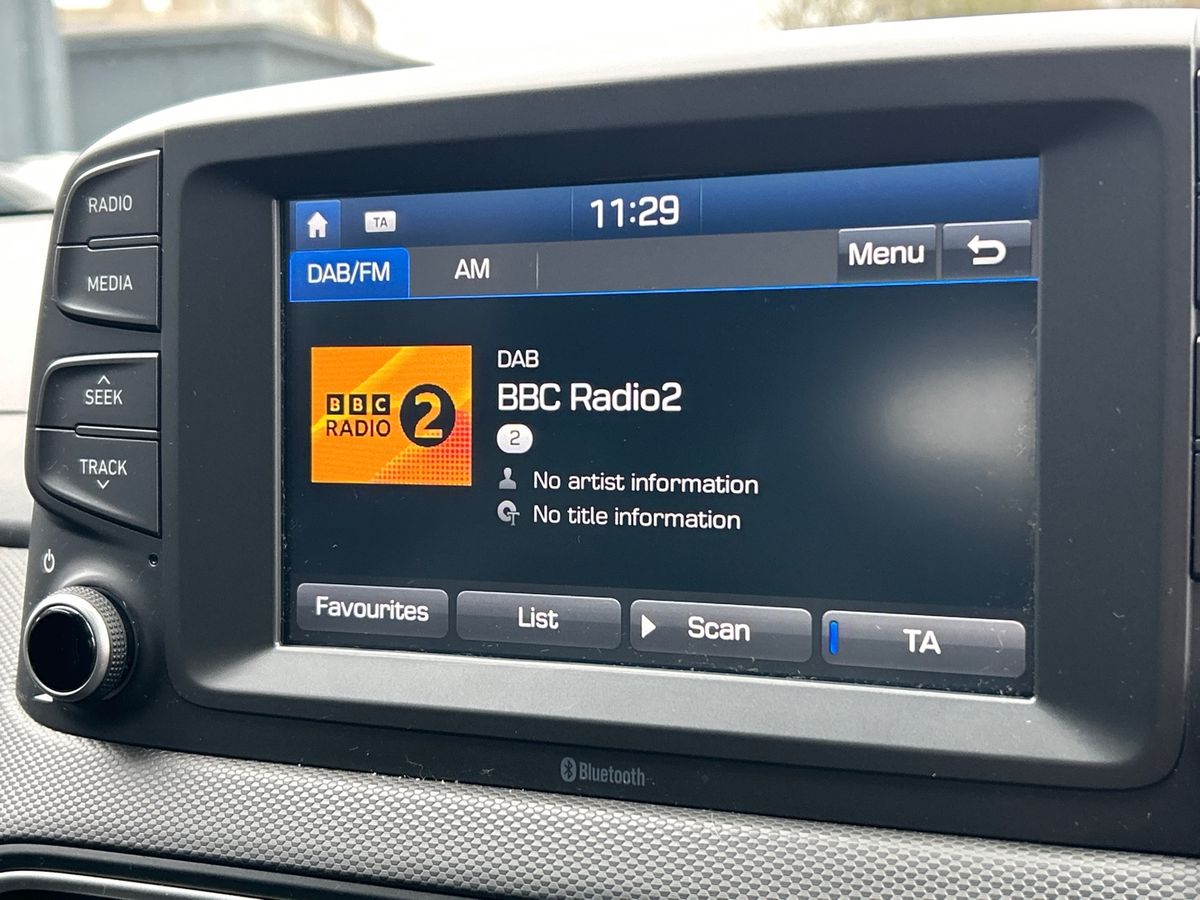 RADIO
MEDIA
SEEK
TRACK
TA
11:29
DAB/FM
AM
Menu
BBC
RADIO
2
DAB
BBC Radio2
2
No artist information
No title information
Favourites
List
Scan
TA
Bluetooth